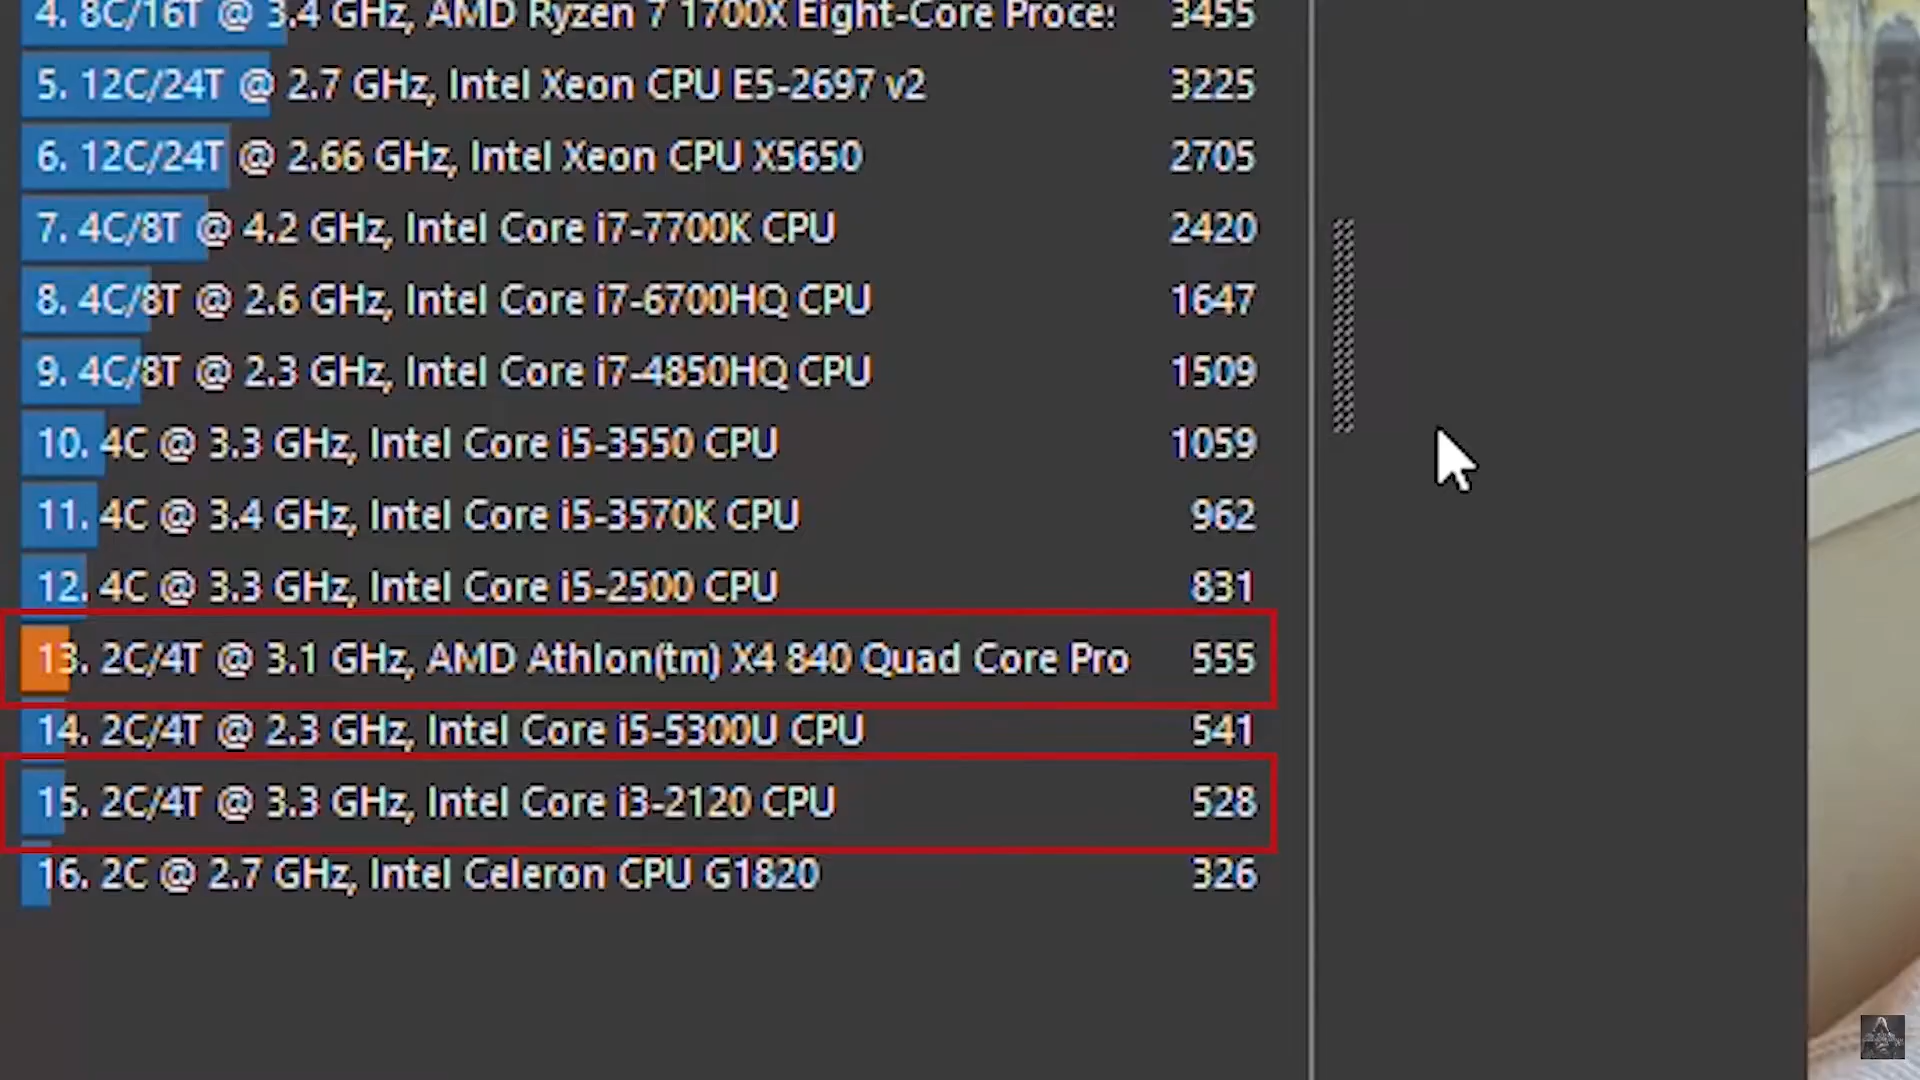 4. 8C/16T @ 3.4 GHz, AMD Ryzen 7 1700X Eight-Core 3455
5. 12C/24T @ 2.7 GHz, Intel Xeon CPU E5-2697 v2 3225
6. 12C/24T @ 2.66 GHz, Intel Xeon CPU X5650 2705
7. 4C/8T @ 4.2 GHz, Intel Core i7-7700K CPU 2420
8. 4C/8T @ 2.6 GHz, Intel Core i7-6700HQ CPU 1647
9. 4C/8T @ 2.3 GHz, Intel Core i7-4850HQ CPU 1509
10. 4C @ 3.3 GHz, Intel Core i5-3550 CPU 1059
11. 4C @ 3.4 GHz, Intel Core i5-3570K CPU 962
12. 4C @ 3.3 GHz, Intel Core i5-2500 CPU 831
13. 2C/4T @ 3.1 GHz, AMD Athlon(tm) X4 840 Quad Core Pro 555
14. 2C/4T @ 2.3 GHz, Intel Core i5-5300U CPU 541
15. 2C/4T @ 3.3 GHz, Intel Core i3-2120 CPU 528
16. 2C @ 2.7 GHz, Intel Celeron CPU G1820 326